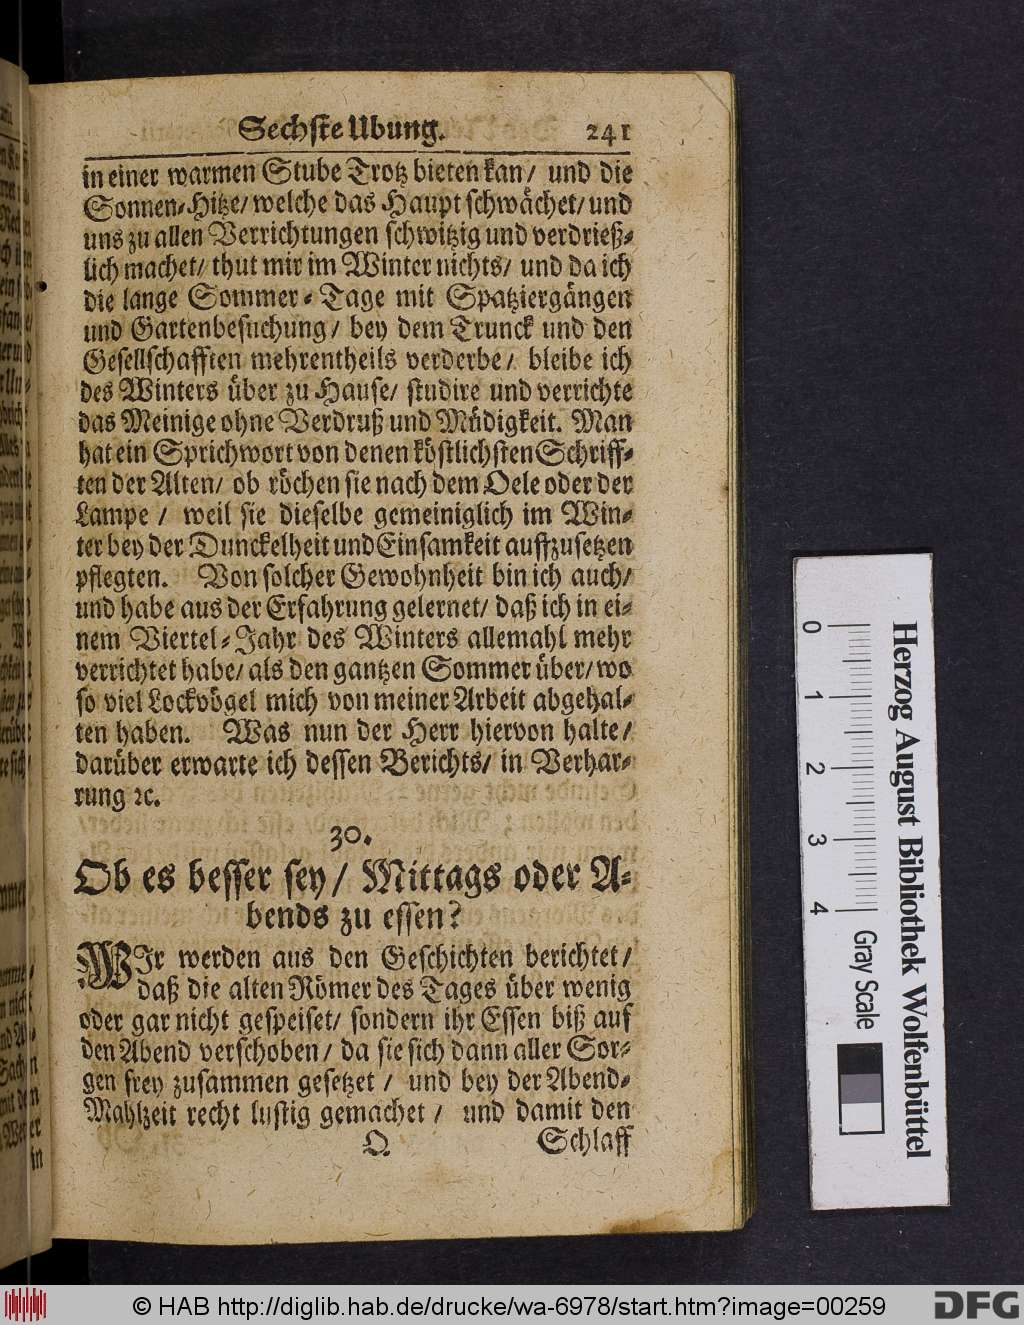 Sechste Ubung. 241
in einer warmen Stube Trotz bieten kan/ und die
Sonnen-Hitze/ welche das Haupt schwächet/ und
uns zu allen Verrichtungen schwitzig und verdrieß-
lich machet/ thut mir im Winter nichts/ und da ich
die lange Sommer-Tage mit Spatziergängen
und Gartenbesuchung/ bey dem Trunck und den
Gesellschafften mehrentheils verderbe/ bleibe ich
des Winters über zu Hause/ studire und verrichte
das Meinige ohne Verdruß und Müdigkeit. Man
hat ein Sprichwort von denen köstlichsten Schriff-
ten der Alten/ ob röchen sie nach dem Oele oder der
Lampe/ weil sie dieselbe gemeiniglich im Win-
ter bey der Dunckelheit und Einsamkeit auffzusetzen
pflegten. Von solcher Gewohnheit bin ich auch/
und habe aus der Erfahrung gelernet/ daß ich in ei-
nem Viertel-Jahr des Winters allemahl mehr
verrichtet habe/ als den gantzen Sommer über/ wo
so viel Lockvögel mich von meiner Arbeit abgehal-
ten haben. Was nun der Herr hiervon halte/
darüber erwarte ich dessen Berichts/ in Verhar-
rung ꝛc.
30.
Ob es besser sey/ Mittags oder A-
bends zu essen?
WIr werden aus den Geschichten berichtet/
daß die alten Römer des Tages über wenig
oder gar nicht gespeiset/ sondern ihr Essen biß auf
den Abend verschoben/ da sie sich dann aller Sor-
gen frey zusammen gesetzet/ und bey der Abend-
Mahlzeit recht lustig gemachet/ und damit den
Q Schlaff
0 1 2 3 4 Gray Scale
Herzog August Bibliothek Wolfenbüttel
© HAB http://diglib.hab.de/drucke/wa-6978/start.htm?image=00259
DFG